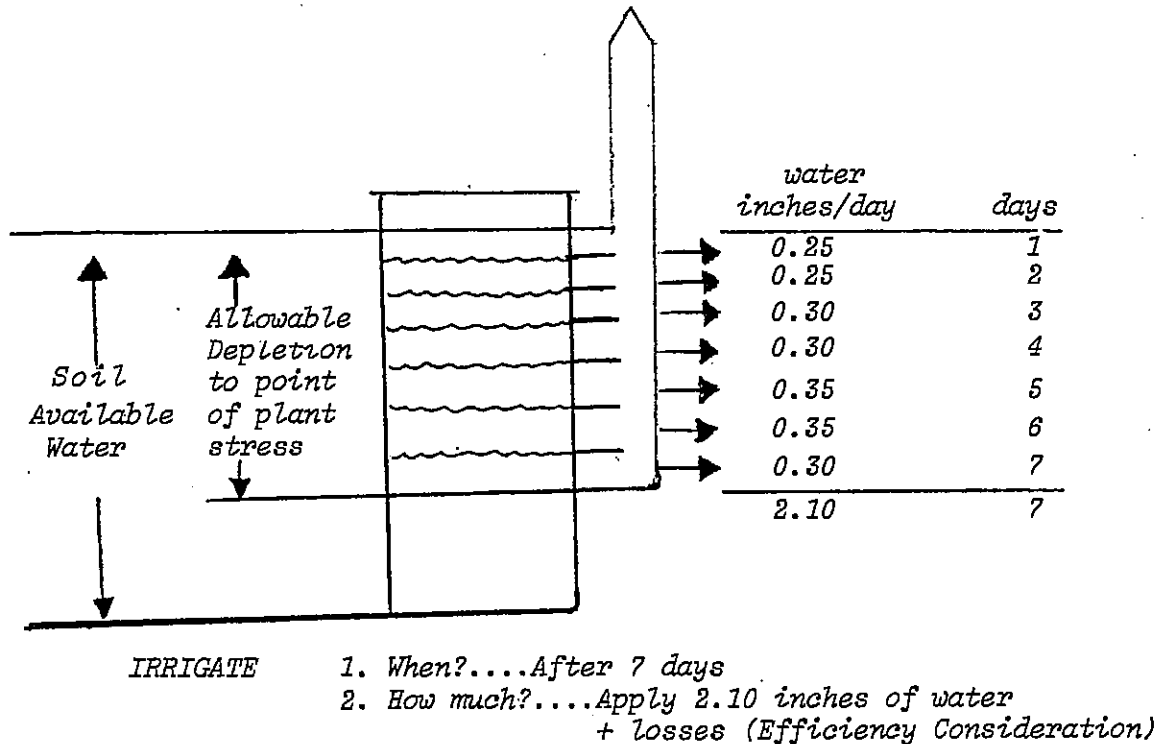 water
inches/day days
0.25 1
0.25 2
0.30 3
0.30 4
0.35 5
0.35 6
0.30 7
2.10 7
Soil
Available
Water
Allowable
Depletion
to point
of plant
stress
IRRIGATE 1. When?....After 7 days
2. How much?....Apply 2.10 inches of water
+ losses (Efficiency Consideration)